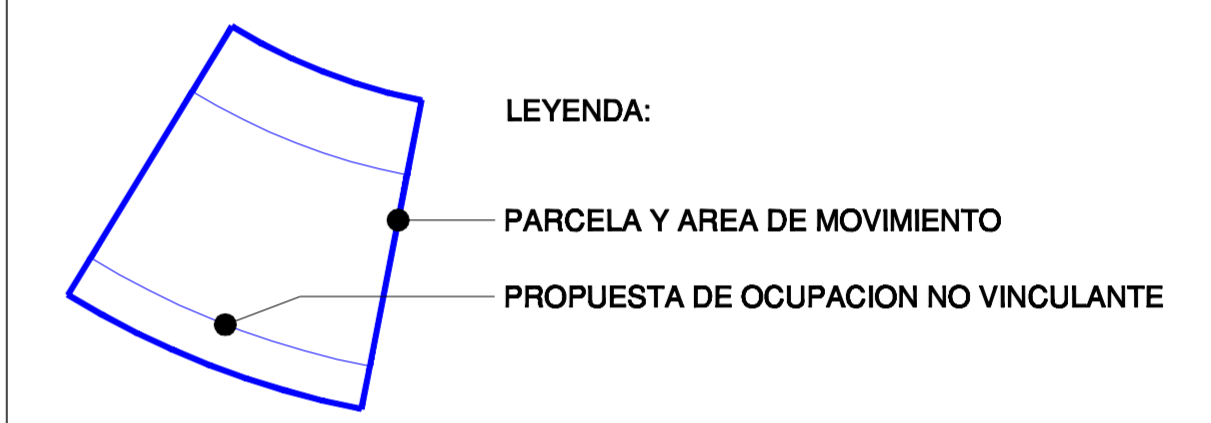 LEYENDA:
PARCELA Y AREA DE MOVIMIENTO
PROPUESTA DE OCUPACION NO VINCULANTE